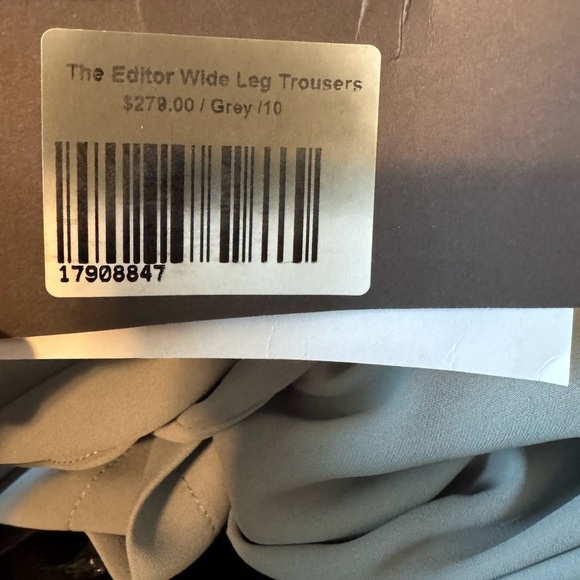 The Editor Wide Leg Trousers
$279.00 / Grey /10
17908847